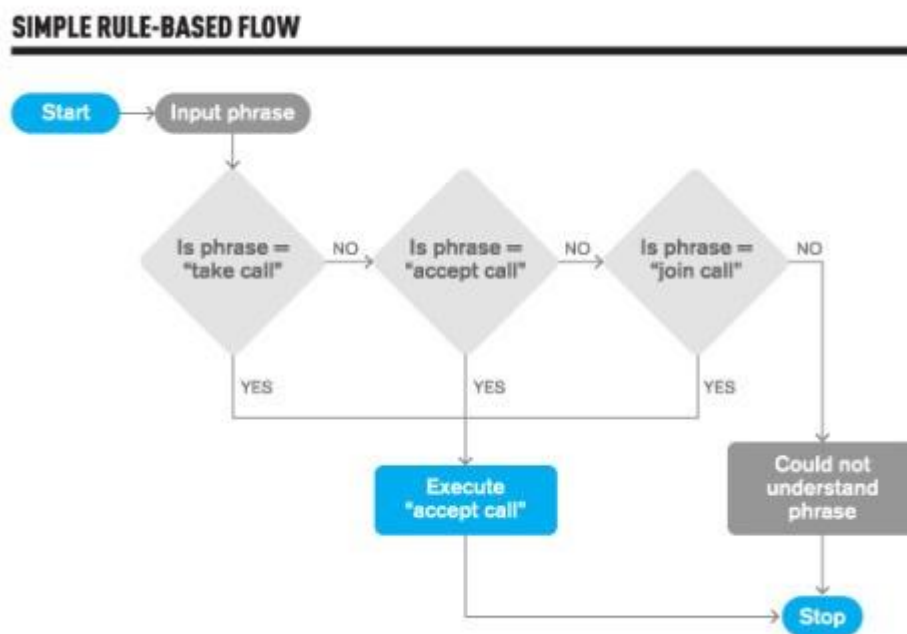 SIMPLE RULE-BASED FLOW
Start
Input phrase
Is phrase =
“take call”
NO
Is phrase =
“accept call”
NO
Is phrase =
“join call”
NO
YES
YES
YES
Execute
“accept call”
Could not
understand
phrase
Stop